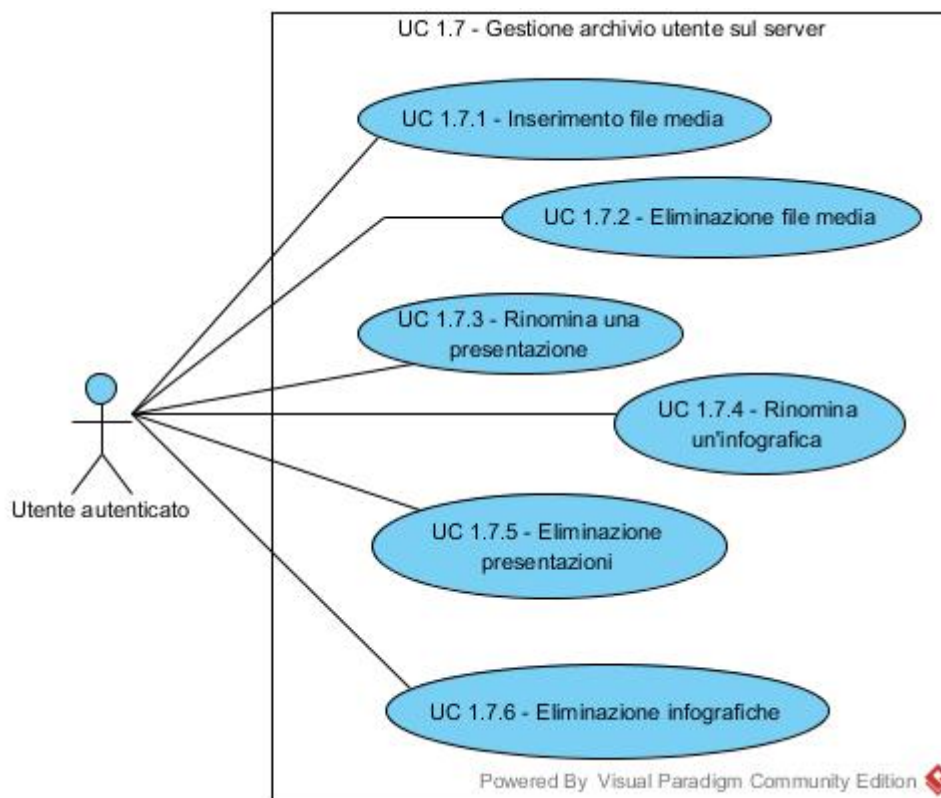 UC 1.7 - Gestione archivio utente sul server
UC 1.7.1 - Inserimento file media
UC 1.7.2 - Eliminazione file media
UC 1.7.3 - Rinomina una
presentazione
UC 1.7.4 - Rinomina
un'infografica
Utente autenticato
UC 1.7.5 - Eliminazione
presentazioni
UC 1.7.6 - Eliminazione infografiche
Powered By Visual Paradigm Community Edition